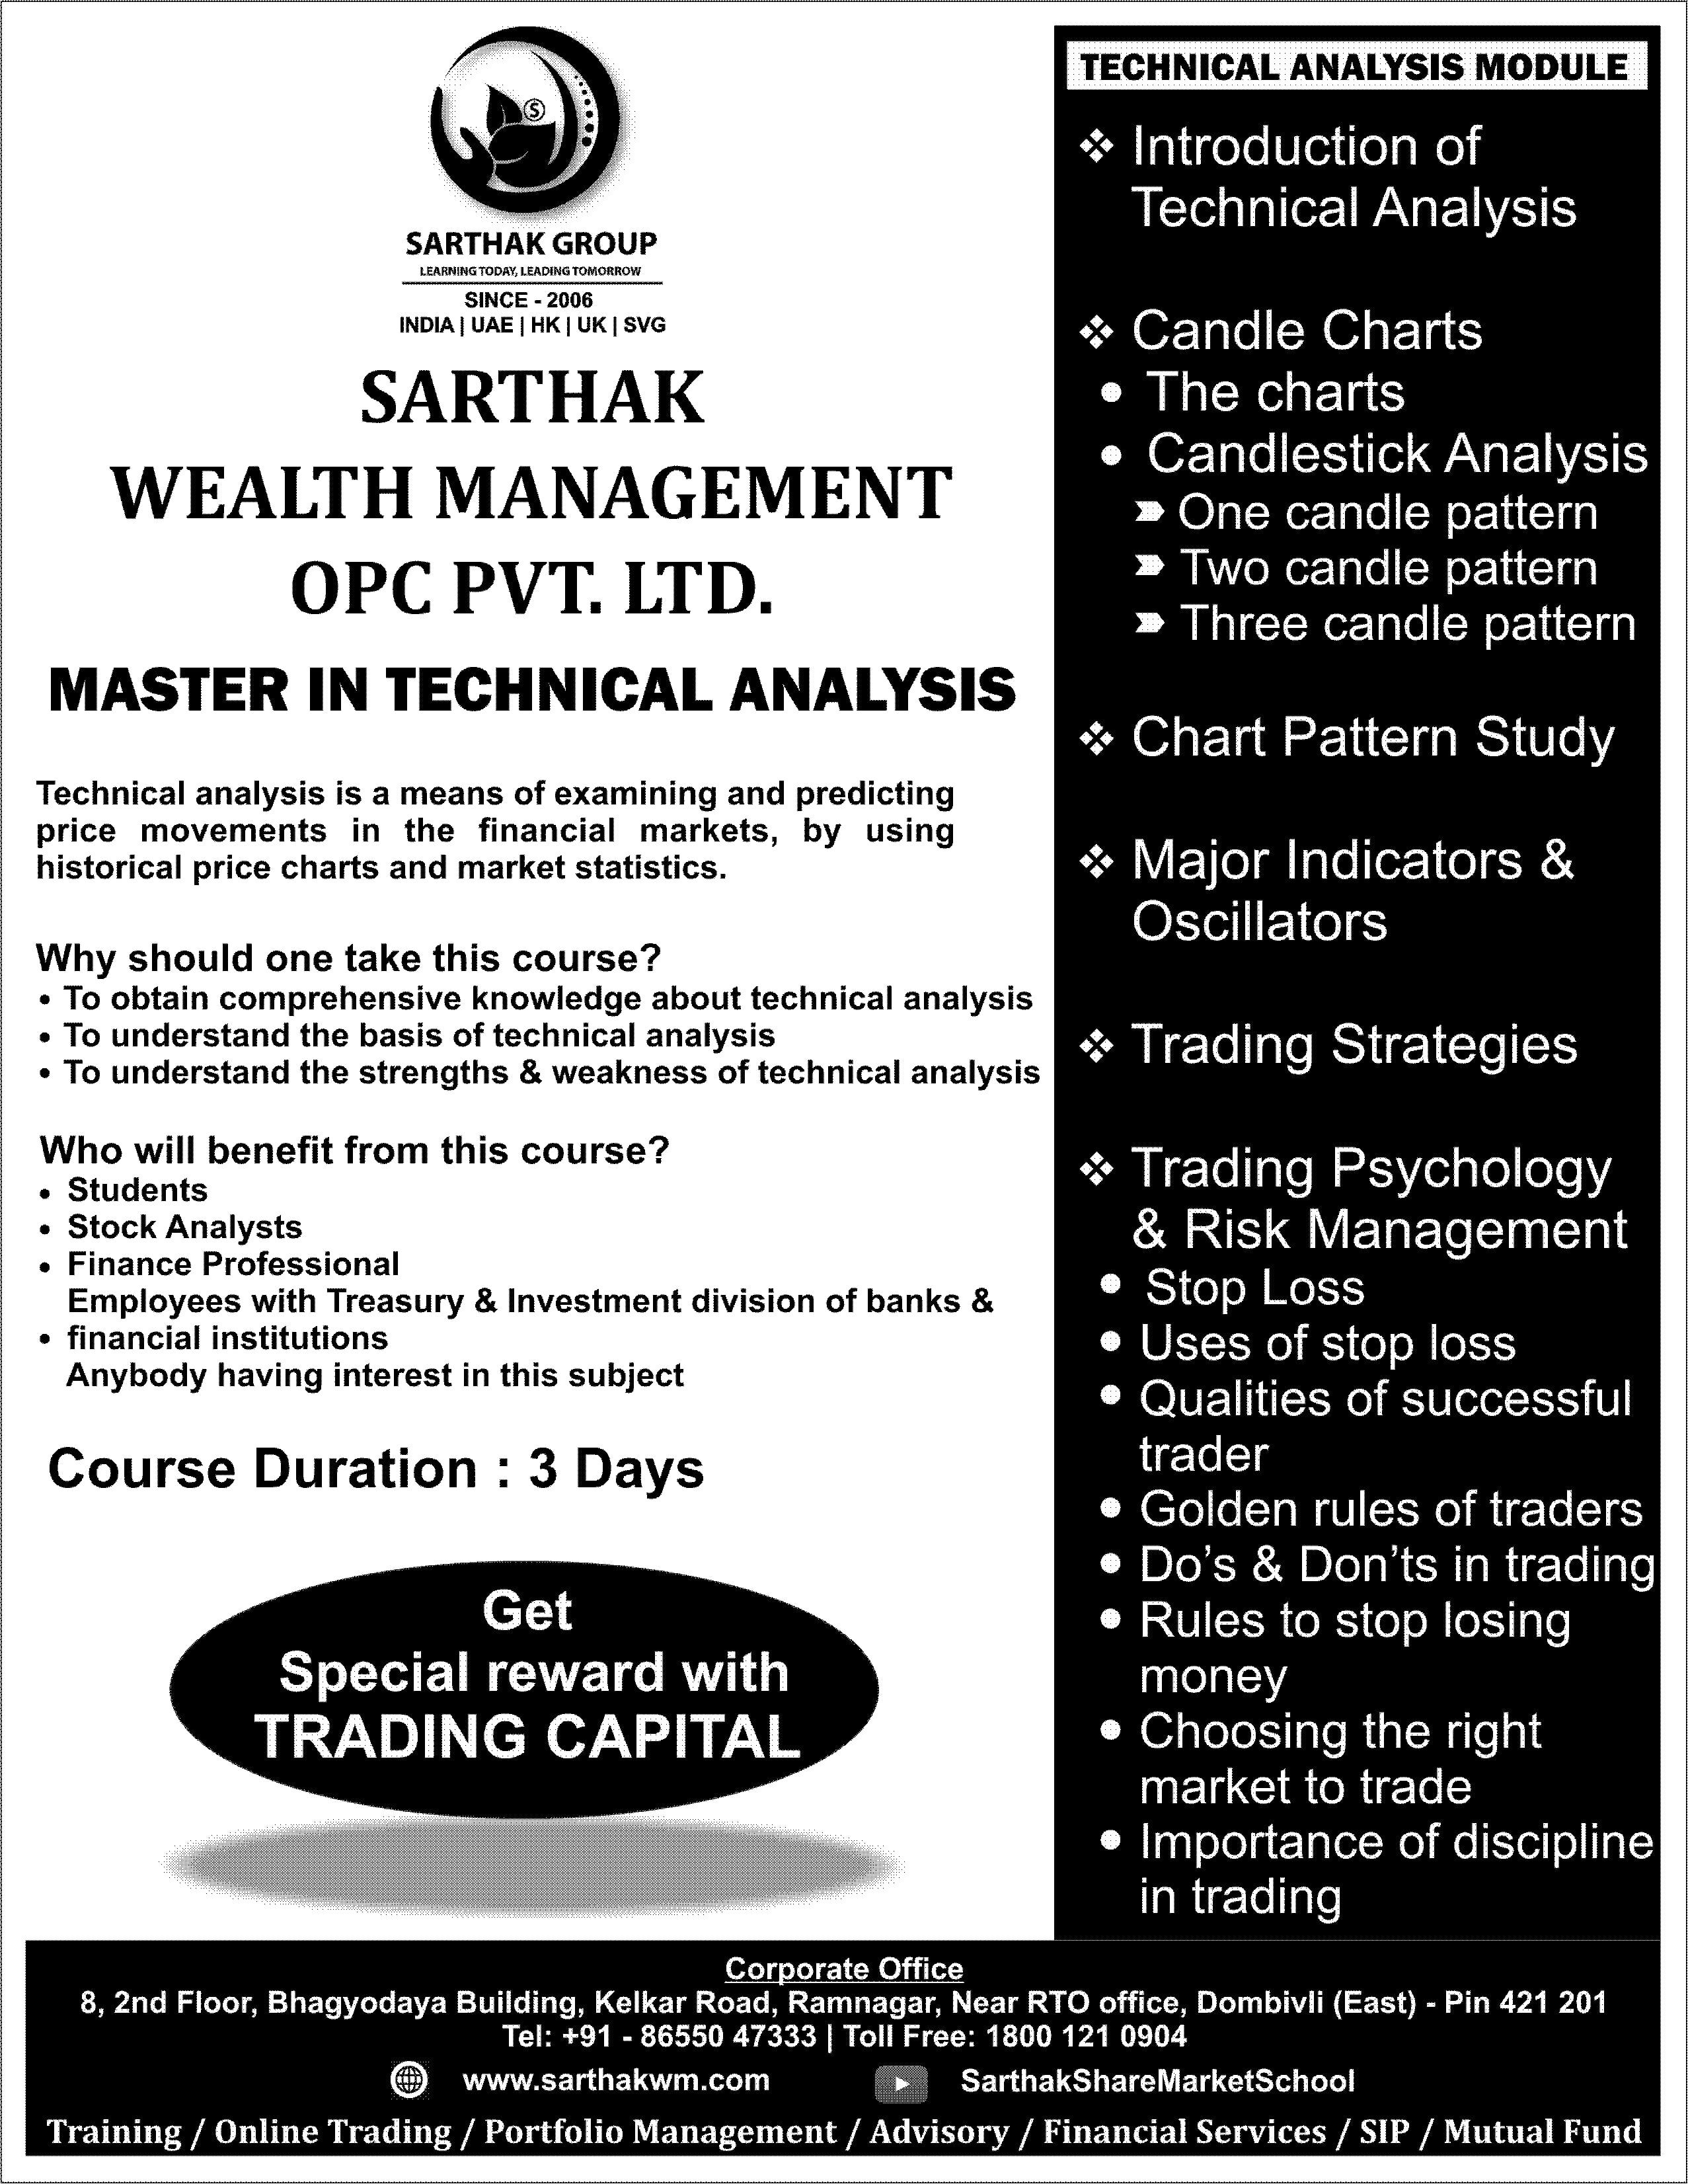 SARTHAK GROUP
LEARNING TODAY, LEADING TOMORROW
SINCE - 2006
INDIA | UAE | HK | UK | SVG
SARTHAK
WEALTH MANAGEMENT
OPC PVT. LTD.
MASTER IN TECHNICAL ANALYSIS
Technical analysis is a means of examining and predicting
price movements in the financial markets, by using
historical price charts and market statistics.
Why should one take this course?
• To obtain comprehensive knowledge about technical analysis
• To understand the basis of technical analysis
• To understand the strengths & weakness of technical analysis
Who will benefit from this course?
• Students
• Stock Analysts
• Finance Professional
Employees with Treasury & Investment division of banks &
• financial institutions
Anybody having interest in this subject
Course Duration : 3 Days
Get
Special reward with
TRADING CAPITAL
TECHNICAL ANALYSIS MODULE
❖ Introduction of
Technical Analysis
❖ Candle Charts
• The charts
• Candlestick Analysis
➽ One candle pattern
➽ Two candle pattern
➽ Three candle pattern
❖ Chart Pattern Study
❖ Major Indicators &
Oscillators
❖ Trading Strategies
❖ Trading Psychology
& Risk Management
• Stop Loss
• Uses of stop loss
• Qualities of successful
trader
• Golden rules of traders
• Do's & Don'ts in trading
• Rules to stop losing
money
• Choosing the right
market to trade
• Importance of discipline
in trading
Corporate Office
8, 2nd Floor, Bhagyodaya Building, Kelkar Road, Ramnagar, Near RTO office, Dombivli (East) - Pin 421 201
Tel: +91 - 86550 47333 | Toll Free: 1800 121 0904
www.sarthakwm.com SarthakShareMarketSchool
Training / Online Trading / Portfolio Management / Advisory / Financial Services / SIP / Mutual Fund